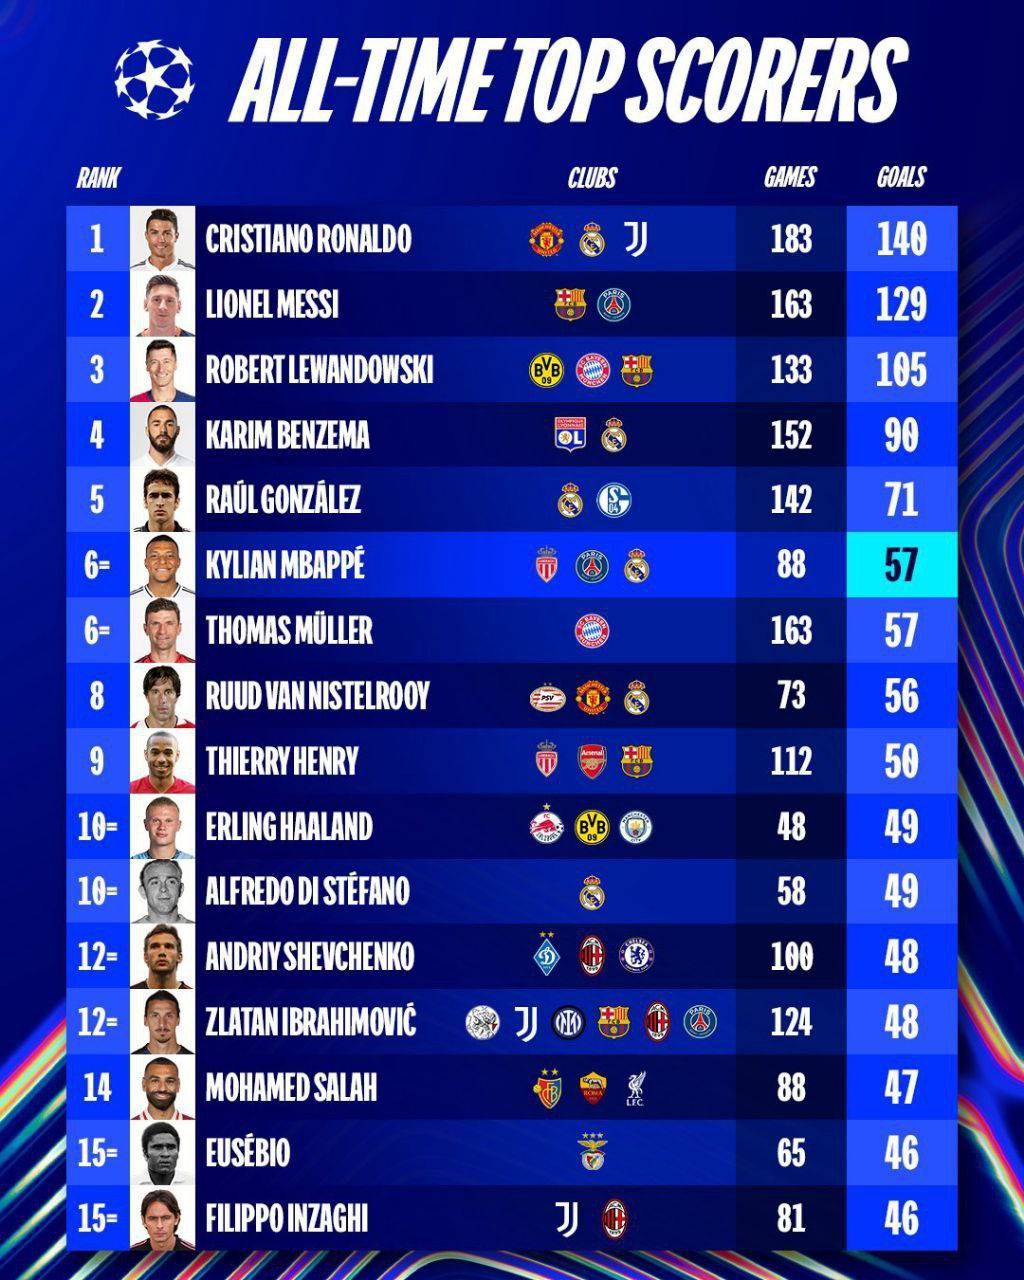 ALL-TIME TOP SCORERS
RANK CLUBS GAMES GOALS
1 CRISTIANO RONALDO 183 140
2 LIONEL MESSI 163 129
3 ROBERT LEWANDOWSKI 133 105
4 KARIM BENZEMA 152 90
5 RAÚL GONZÁLEZ 142 71
6= KYLIAN MBAPPÉ 88 57
6= THOMAS MÜLLER 163 57
8 RUUD VAN NISTELROOY 73 56
9 THIERRY HENRY 112 50
10= ERLING HAALAND 48 49
10= ALFREDO DI STÉFANO 58 49
12= ANDRIY SHEVCHENKO 100 48
12= ZLATAN IBRAHIMOVIĆ 124 48
14 MOHAMED SALAH 88 47
15= EUSÉBIO 65 46
15= FILIPPO INZAGHI 81 46